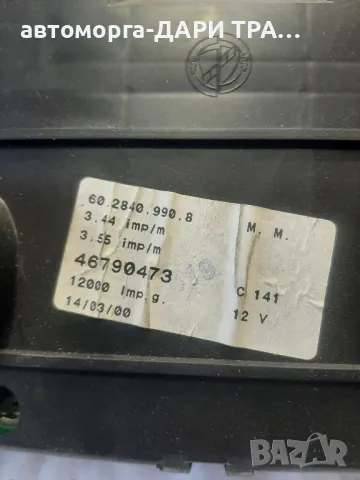 автоморга-ДАРИ ТРА...
60.2840.990.8
3.44 imp/m M. M.
3.55 imp/m
46790473
12000 Imp.g. C 141
14/03/00 12 V
BAZAR